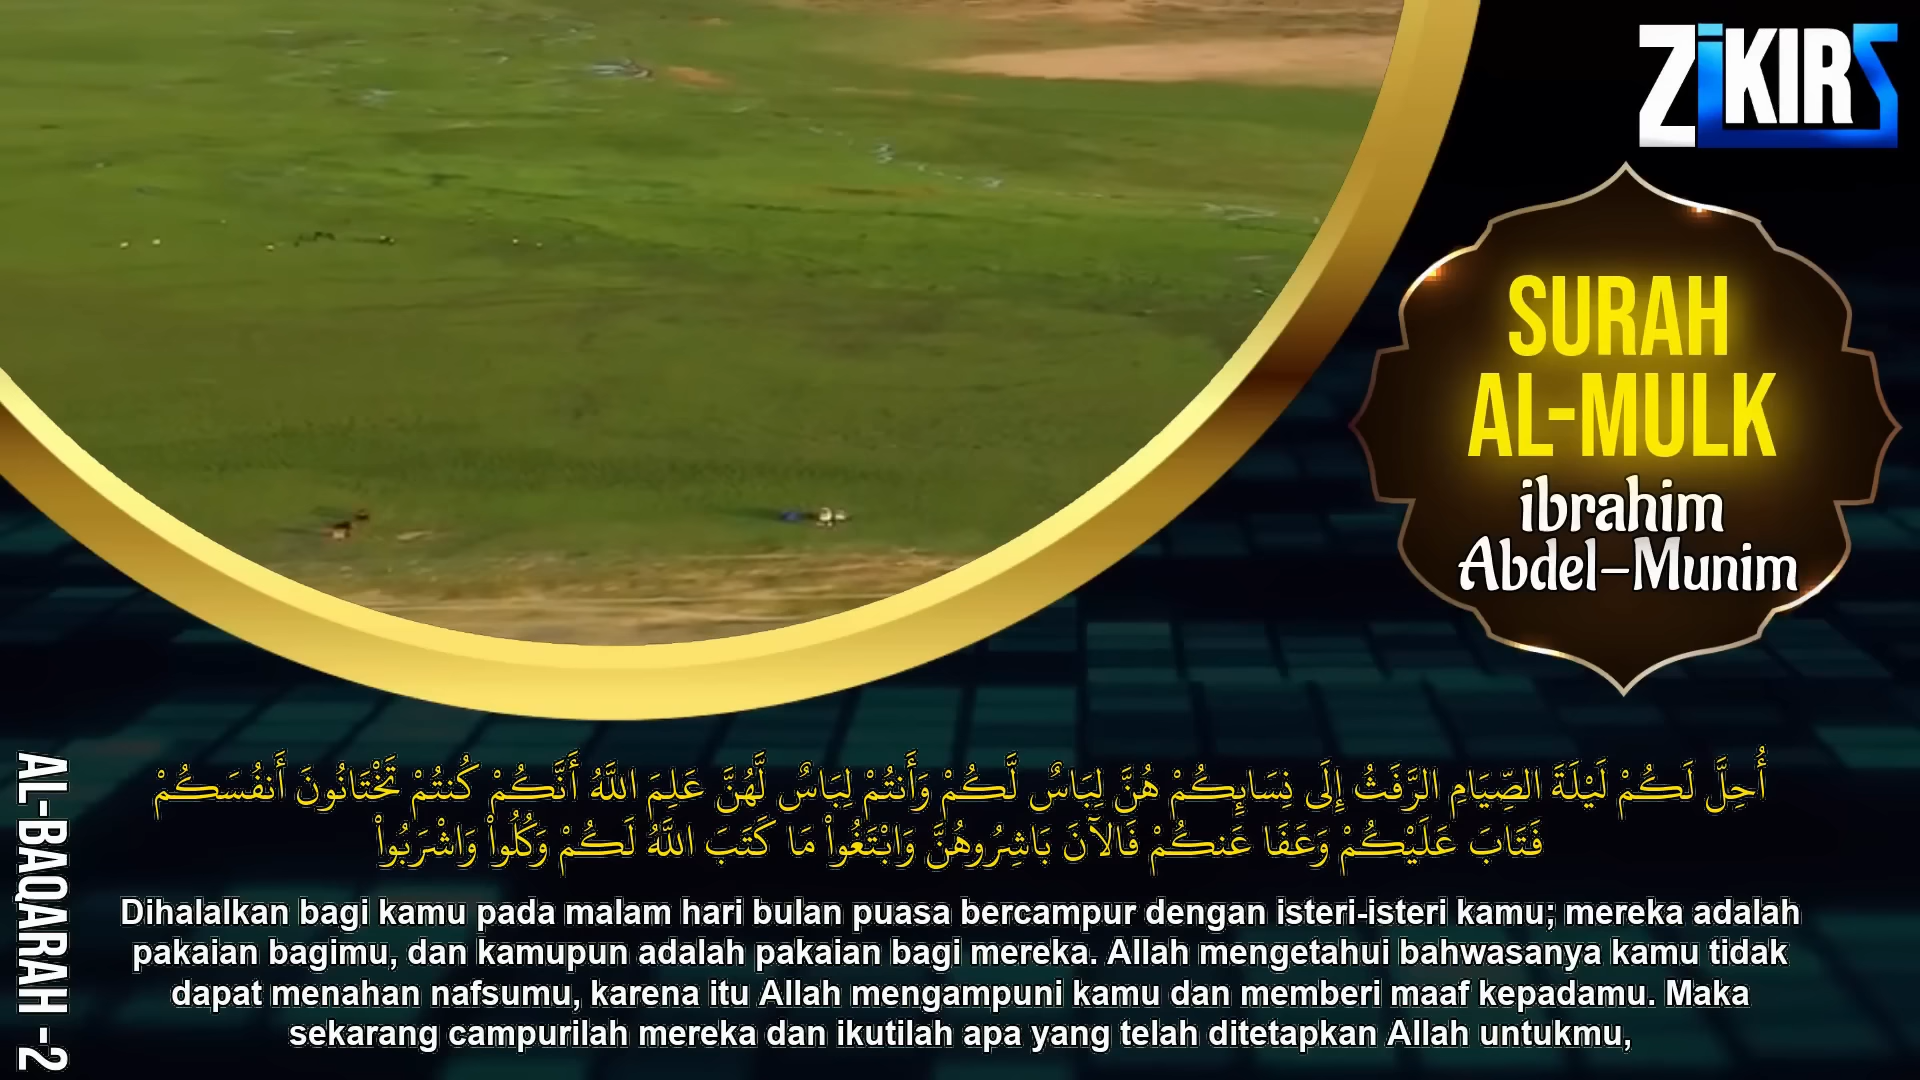 ZiKIRS
SURAH
AL-MULK
ibrahim
Abdel-Munim
أُحِلَّ لَكُمْ لَيْلَةَ الصِّيَامِ الرَّفَثُ إِلَى نِسَائِكُمْ هُنَّ لِبَاسٌ لَّكُمْ وَأَنتُمْ لِبَاسٌ لَّهُنَّ عَلِمَ اللَّهُ أَنَّكُمْ كُنتُمْ تَخْتَانُونَ أَنفُسَكُمْ
فَتَابَ عَلَيْكُمْ وَعَفَا عَنكُمْ فَالآنَ بَاشِرُوهُنَّ وَابْتَغُواْ مَا كَتَبَ اللَّهُ لَكُمْ وَكُلُواْ وَاشْرَبُواْ
Dihalalkan bagi kamu pada malam hari bulan puasa bercampur dengan isteri-isteri kamu; mereka adalah
pakaian bagimu, dan kamupun adalah pakaian bagi mereka. Allah mengetahui bahwasanya kamu tidak
dapat menahan nafsumu, karena itu Allah mengampuni kamu dan memberi maaf kepadamu. Maka
sekarang campurilah mereka dan ikutilah apa yang telah ditetapkan Allah untukmu,
AL-BAQARAH -2